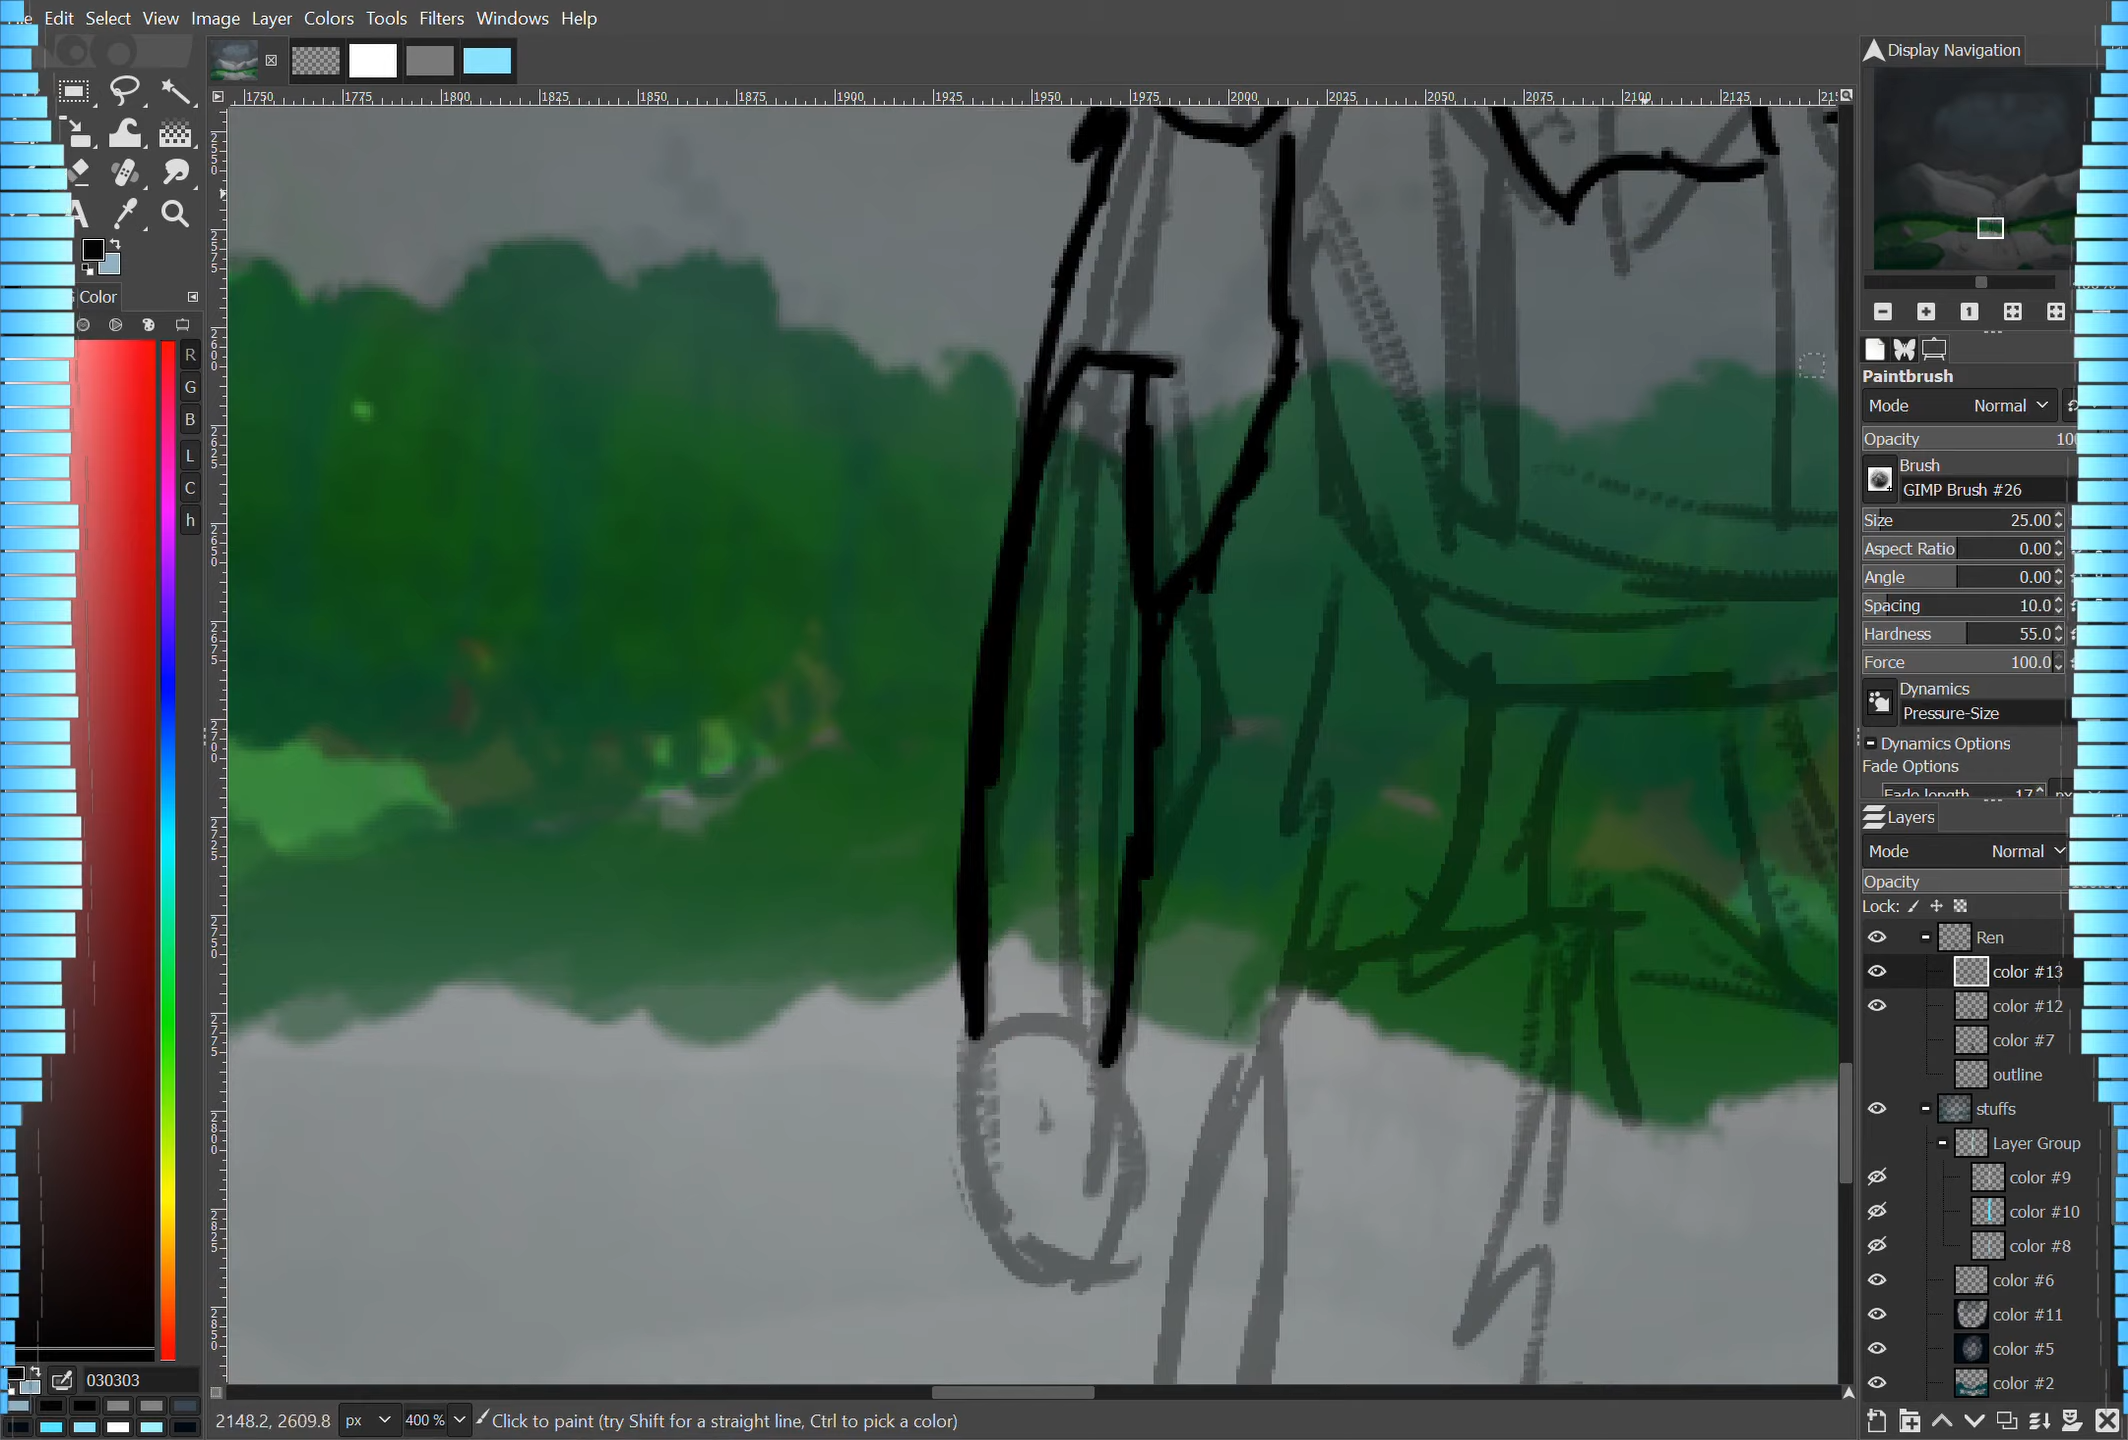 Edit Select View Image Layer Colors Tools Filters Windows Help
Color
R
G
B
L
C
h
030303
1750 1775 1800 1825 1850 1875 1900 1925 1950 1975 2000 2025 2050 2075 2100 2125
2148.2, 2609.8 px 400 % Click to paint (try Shift for a straight line, Ctrl to pick a color)
Display Navigation
Paintbrush
Mode Normal
Opacity
Brush
GIMP Brush #26
Size 25.00
Aspect Ratio 0.00
Angle 0.00
Spacing 10.0
Hardness 55.0
Force 100.0
Dynamics
Pressure-Size
Dynamics Options
Fade Options
Fade length 17
Layers
Mode Normal
Opacity
Lock:
Ren
color #13
color #12
color #7
outline
stuffs
Layer Group
color #9
color #10
color #8
color #6
color #11
color #5
color #2